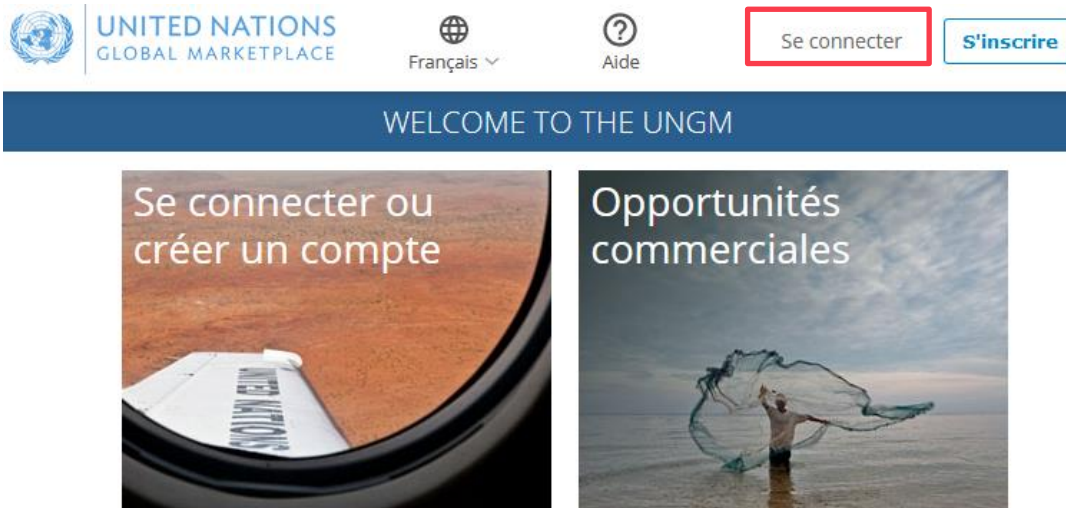 UNITED NATIONS
GLOBAL MARKETPLACE
Français
Aide
Se connecter
S'inscrire
WELCOME TO THE UNGM
Se connecter ou
créer un compte
Opportunités
commerciales
UNITED NATIONS